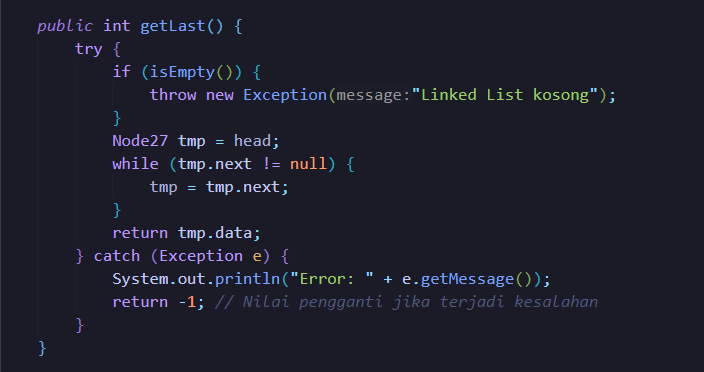 public int getLast() {
try {
if (isEmpty()) {
throw new Exception(message:"Linked List kosong");
}
Node27 tmp = head;
while (tmp.next != null) {
tmp = tmp.next;
}
return tmp.data;
} catch (Exception e) {
System.out.println("Error: " + e.getMessage());
return -1; // Nilai pengganti jika terjadi kesalahan
}
}